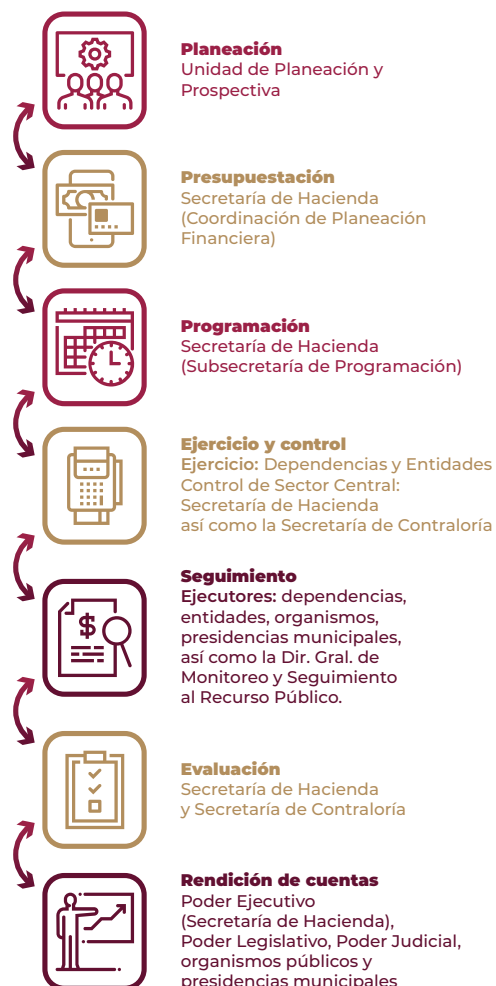 Planeación
Unidad de Planeación y
Prospectiva
Presupuestación
Secretaría de Hacienda
(Coordinación de Planeación
Financiera)
Programación
Secretaría de Hacienda
(Subsecretaría de Programación)
Ejercicio y control
Ejercicio: Dependencias y Entidades
Control de Sector Central:
Secretaría de Hacienda
así como la Secretaría de Contraloría
Seguimiento
Ejecutores: dependencias,
entidades, organismos,
presidencias municipales,
así como la Dir. Gral. de
Monitoreo y Seguimiento
al Recurso Público.
Evaluación
Secretaría de Hacienda
y Secretaría de Contraloría
Rendición de cuentas
Poder Ejecutivo
(Secretaría de Hacienda),
Poder Legislativo, Poder Judicial,
organismos públicos y
presidencias municipales
$